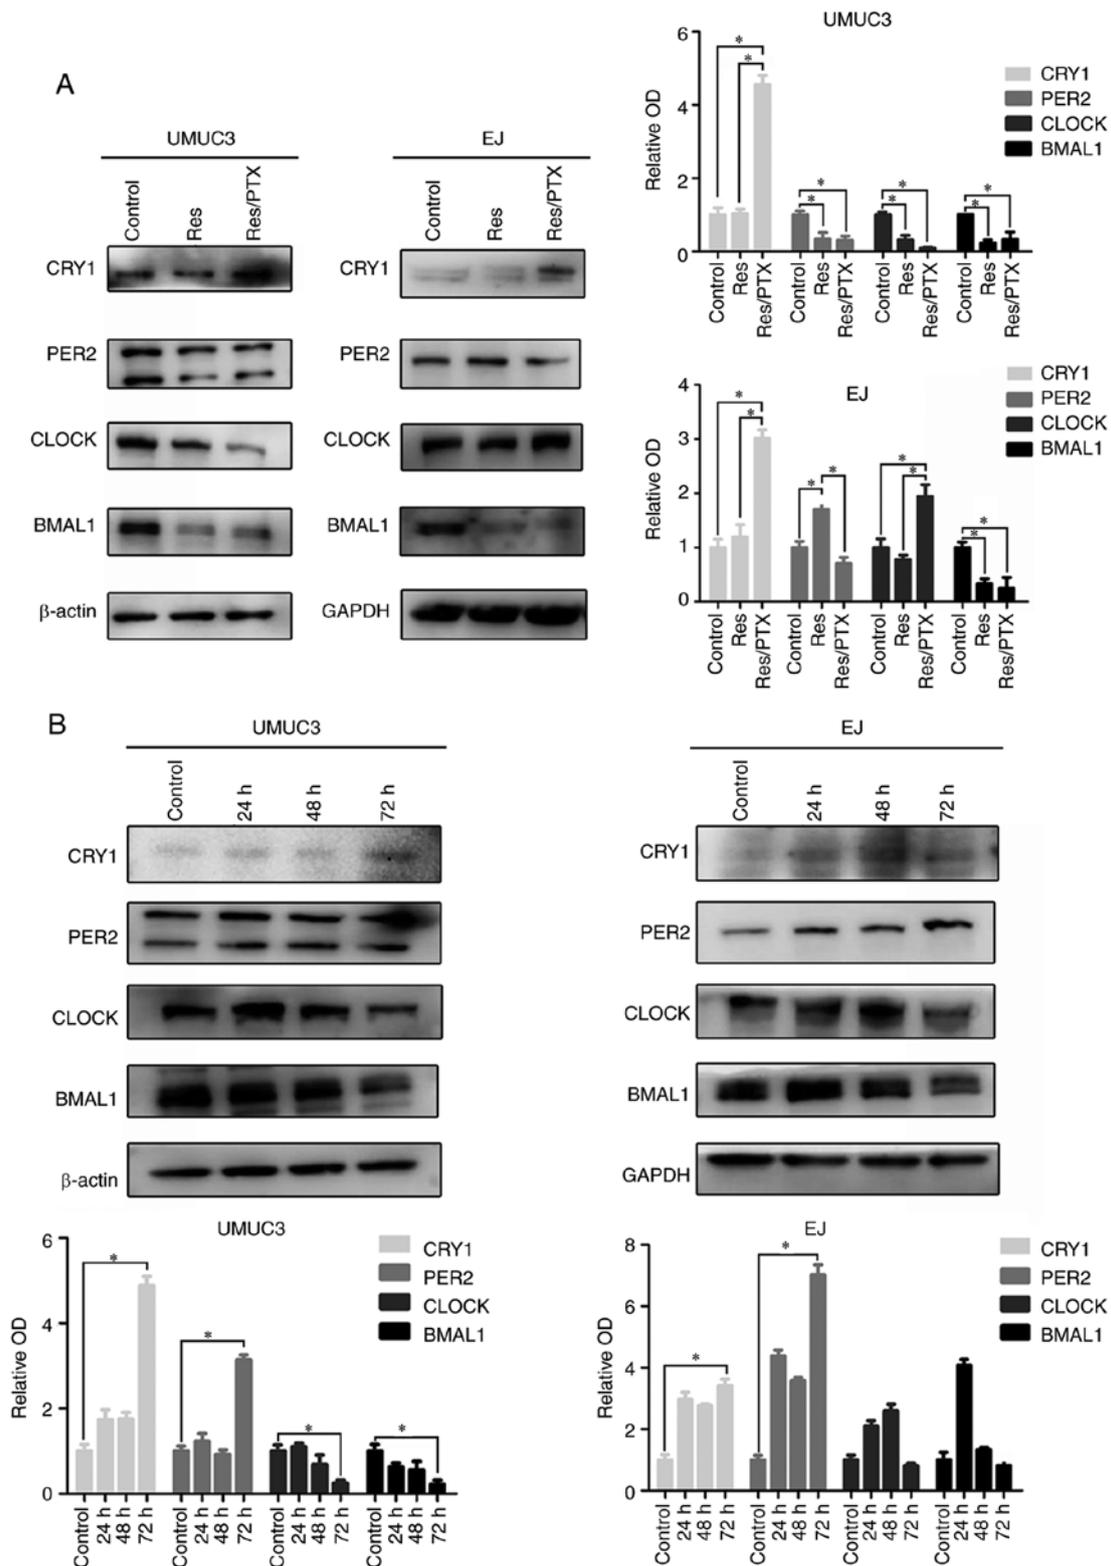 A
UMUC3
Control
Res
Res/PTX
CRY1
PER2
CLOCK
BMAL1
β-actin
EJ
Control
Res
Res/PTX
CRY1
PER2
CLOCK
BMAL1
GAPDH
UMUC3
Relative OD
6
4
2
0
* * * * * * * *
CRY1
PER2
CLOCK
BMAL1
Control Res Res/PTX Control Res Res/PTX Control Res Res/PTX Control Res Res/PTX
EJ
Relative OD
4
3
2
1
0
* * * * * * * *
CRY1
PER2
CLOCK
BMAL1
Control Res Res/PTX Control Res Res/PTX Control Res Res/PTX Control Res Res/PTX
B
UMUC3
Control 24 h 48 h 72 h
CRY1
PER2
CLOCK
BMAL1
β-actin
EJ
Control 24 h 48 h 72 h
CRY1
PER2
CLOCK
BMAL1
GAPDH
UMUC3
Relative OD
6
4
2
0
* * * *
CRY1
PER2
CLOCK
BMAL1
Control 24 h 48 h 72 h Control 24 h 48 h 72 h Control 24 h 48 h 72 h Control 24 h 48 h 72 h
EJ
Relative OD
8
6
4
2
0
* *
CRY1
PER2
CLOCK
BMAL1
Control 24 h 48 h 72 h Control 24 h 48 h 72 h Control 24 h 48 h 72 h Control 24 h 48 h 72 h